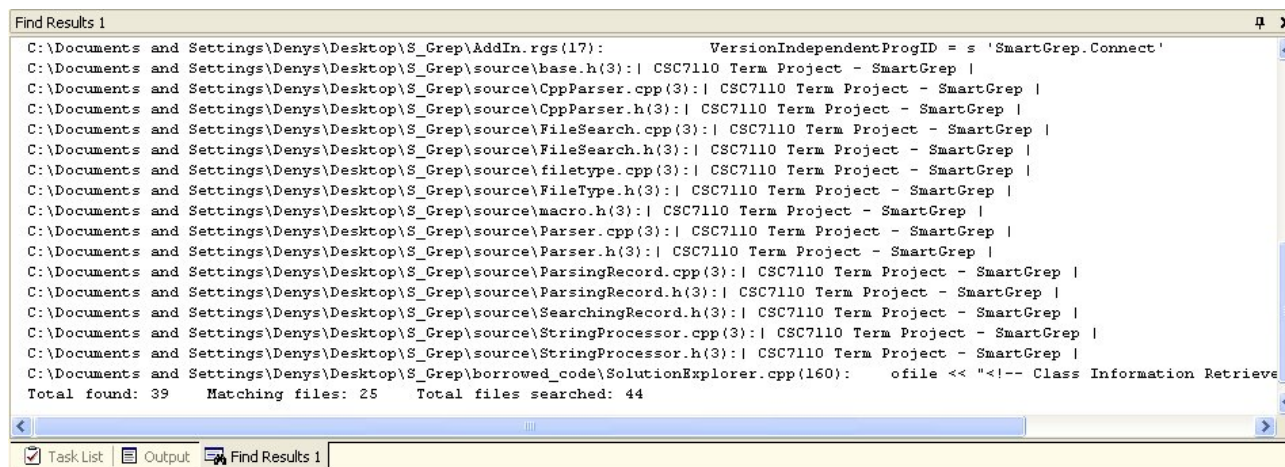 Find Results 1
C:\Documents and Settings\Denys\Desktop\S_Grep\AddIn.rgs(17):            VersionIndependentProgID = s 'SmartGrep.Connect'
C:\Documents and Settings\Denys\Desktop\S_Grep\source\base.h(3):| CSC7110 Term Project - SmartGrep |
C:\Documents and Settings\Denys\Desktop\S_Grep\source\CppParser.cpp(3):| CSC7110 Term Project - SmartGrep |
C:\Documents and Settings\Denys\Desktop\S_Grep\source\CppParser.h(3):| CSC7110 Term Project - SmartGrep |
C:\Documents and Settings\Denys\Desktop\S_Grep\source\FileSearch.cpp(3):| CSC7110 Term Project - SmartGrep |
C:\Documents and Settings\Denys\Desktop\S_Grep\source\FileSearch.h(3):| CSC7110 Term Project - SmartGrep |
C:\Documents and Settings\Denys\Desktop\S_Grep\source\filetype.cpp(3):| CSC7110 Term Project - SmartGrep |
C:\Documents and Settings\Denys\Desktop\S_Grep\source\FileType.h(3):| CSC7110 Term Project - SmartGrep |
C:\Documents and Settings\Denys\Desktop\S_Grep\source\macro.h(3):| CSC7110 Term Project - SmartGrep |
C:\Documents and Settings\Denys\Desktop\S_Grep\source\Parser.cpp(3):| CSC7110 Term Project - SmartGrep |
C:\Documents and Settings\Denys\Desktop\S_Grep\source\Parser.h(3):| CSC7110 Term Project - SmartGrep |
C:\Documents and Settings\Denys\Desktop\S_Grep\source\ParsingRecord.cpp(3):| CSC7110 Term Project - SmartGrep |
C:\Documents and Settings\Denys\Desktop\S_Grep\source\ParsingRecord.h(3):| CSC7110 Term Project - SmartGrep |
C:\Documents and Settings\Denys\Desktop\S_Grep\source\SearchingRecord.h(3):| CSC7110 Term Project - SmartGrep |
C:\Documents and Settings\Denys\Desktop\S_Grep\source\StringProcessor.cpp(3):| CSC7110 Term Project - SmartGrep |
C:\Documents and Settings\Denys\Desktop\S_Grep\source\StringProcessor.h(3):| CSC7110 Term Project - SmartGrep |
C:\Documents and Settings\Denys\Desktop\S_Grep\borrowed_code\SolutionExplorer.cpp(160):    ofile << "<!-- Class Information Retrieve
Total found: 39    Matching files: 25    Total files searched: 44
Task List Output Find Results 1